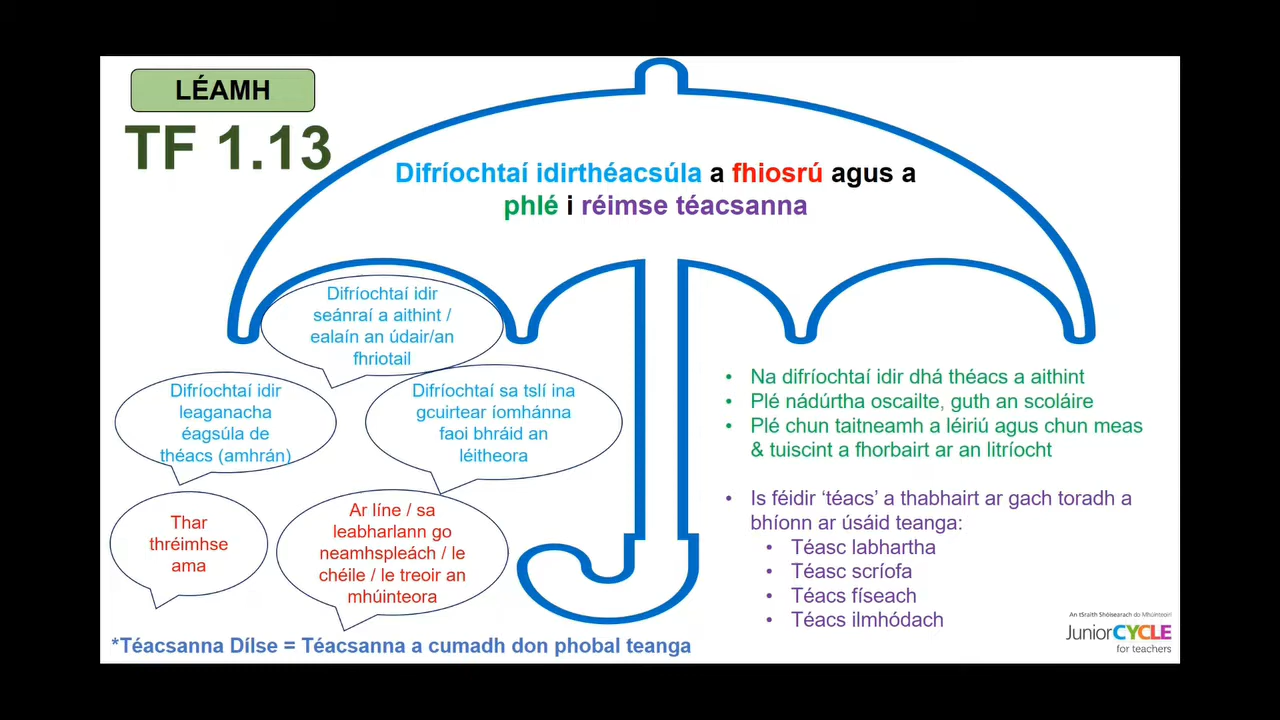 LÉAMH
TF 1.13
Difríochtaí idirthéacsúla a fhiosrú agus a
phlé i réimse téacsanna
Difríochtaí idir
seánraí a aithint /
ealaín an údair/an
fhriotail
Difríochtaí idir
leaganacha
éagsúla de
théacs (amhrán)
Difríochtaí sa tslí ina
gcuirtear íomhánna
faoi bhráid an
léitheora
Thar
thréimhse
ama
Ar líne / sa
leabharlann go
neamhspleách / le
chéile / le treoir an
mhúinteora
*Téacsanna Dílse = Téacsanna a cumadh don phobal teanga
• Na difríochtaí idir dhá théacs a aithint
• Plé nádúrtha oscailte, guth an scoláire
• Plé chun taitneamh a léiriú agus chun meas
& tuiscint a fhorbairt ar an litríocht
• Is féidir ‘téacs’ a thabhairt ar gach toradh a
bhíonn ar úsáid teanga:
• Téasc labhartha
• Téasc scríofa
• Téacs físeach
• Téacs ilmhódach
An tSraith Shóisearach do Mhúinteoirí
JuniorCYCLE
for teachers